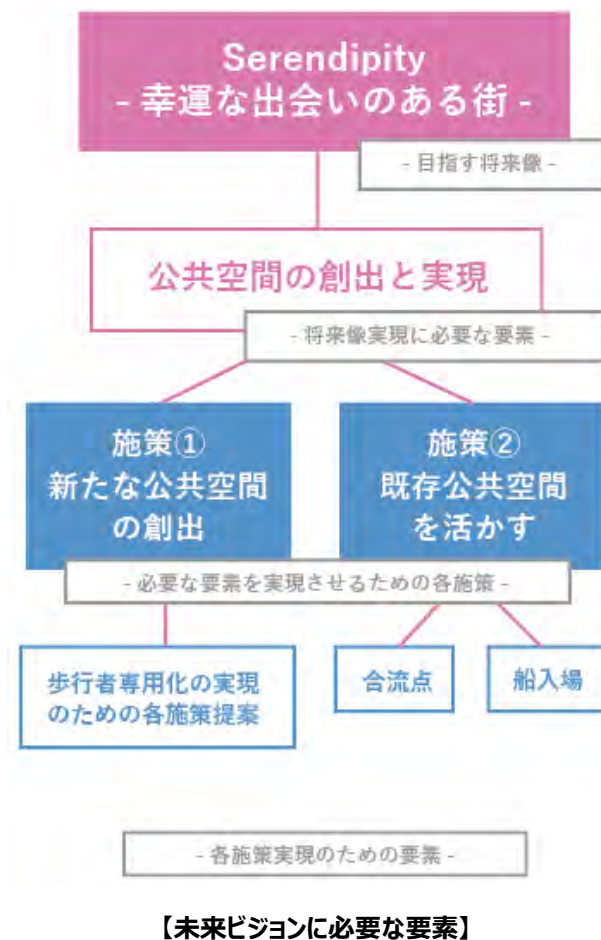 Serendipity
- 幸運な出会いのある街 -
- 目指す将来像 -
公共空間の創出と実現
- 将来像実現に必要な要素 -
施策①
新たな公共空間
の創出
施策②
既存公共空間
を活かす
- 必要な要素を実現させるための各施策 -
歩行者専用化の実現
のための各施策提案
合流点
船入場
- 各施策実現のための要素 -
【未来ビジョンに必要な要素】